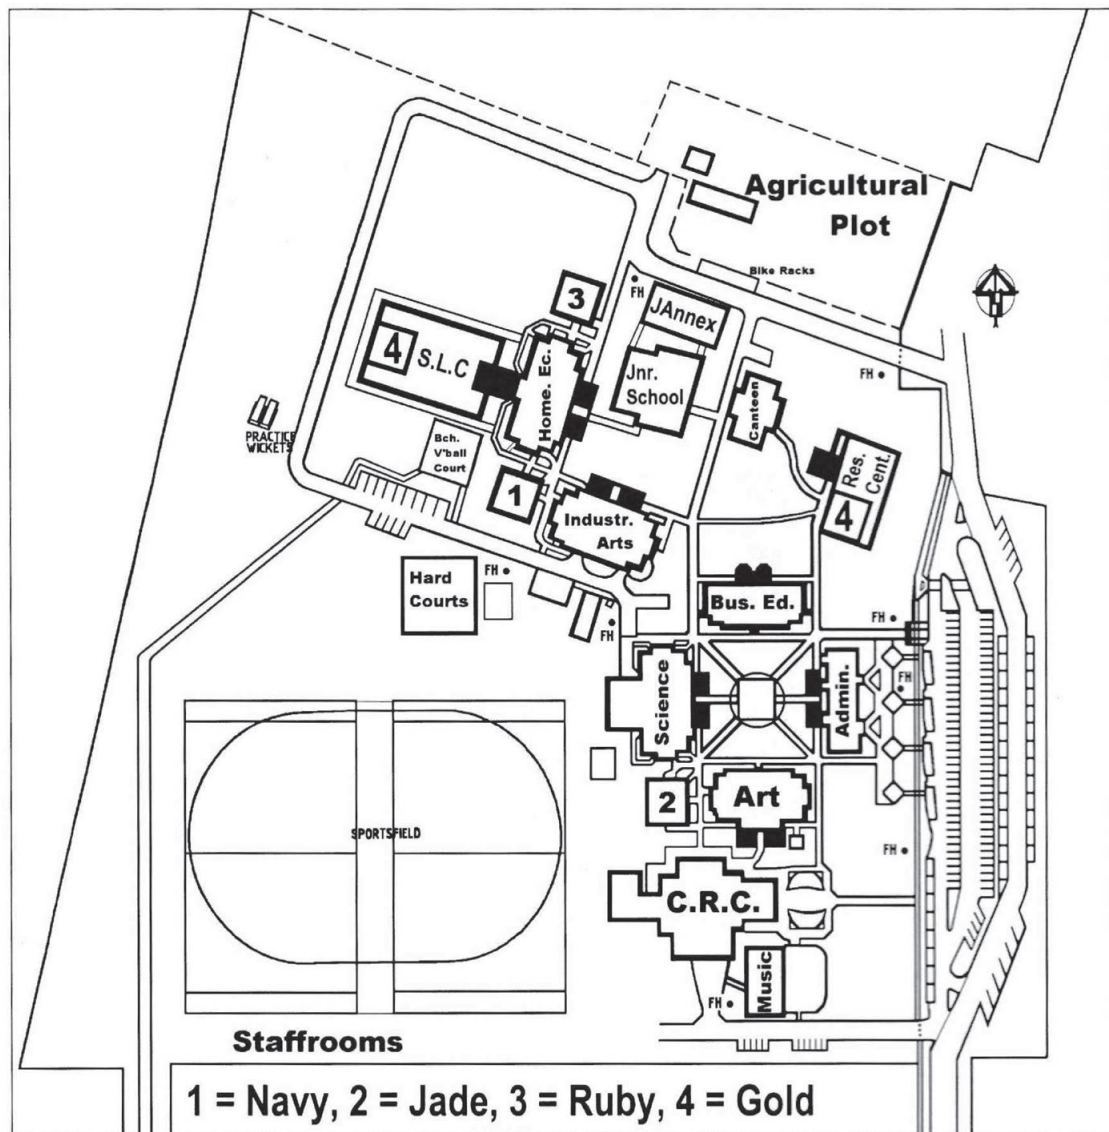 Agricultural
Plot
Bike Racks
3
FH
JAnnex
4
S.L.C
Home. Ec.
Jnr.
School
Canteen
FH
PRACTICE
WICKETS
Bch.
V'ball
Court
Res.
Cent.
4
1
Industr.
Arts
Hard
Courts
FH
FH
Bus. Ed.
FH
Science
Admin.
FH
2
Art
SPORTSFIELD
FH
C.R.C.
Music
FH
Staffrooms
1 = Navy, 2 = Jade, 3 = Ruby, 4 = Gold